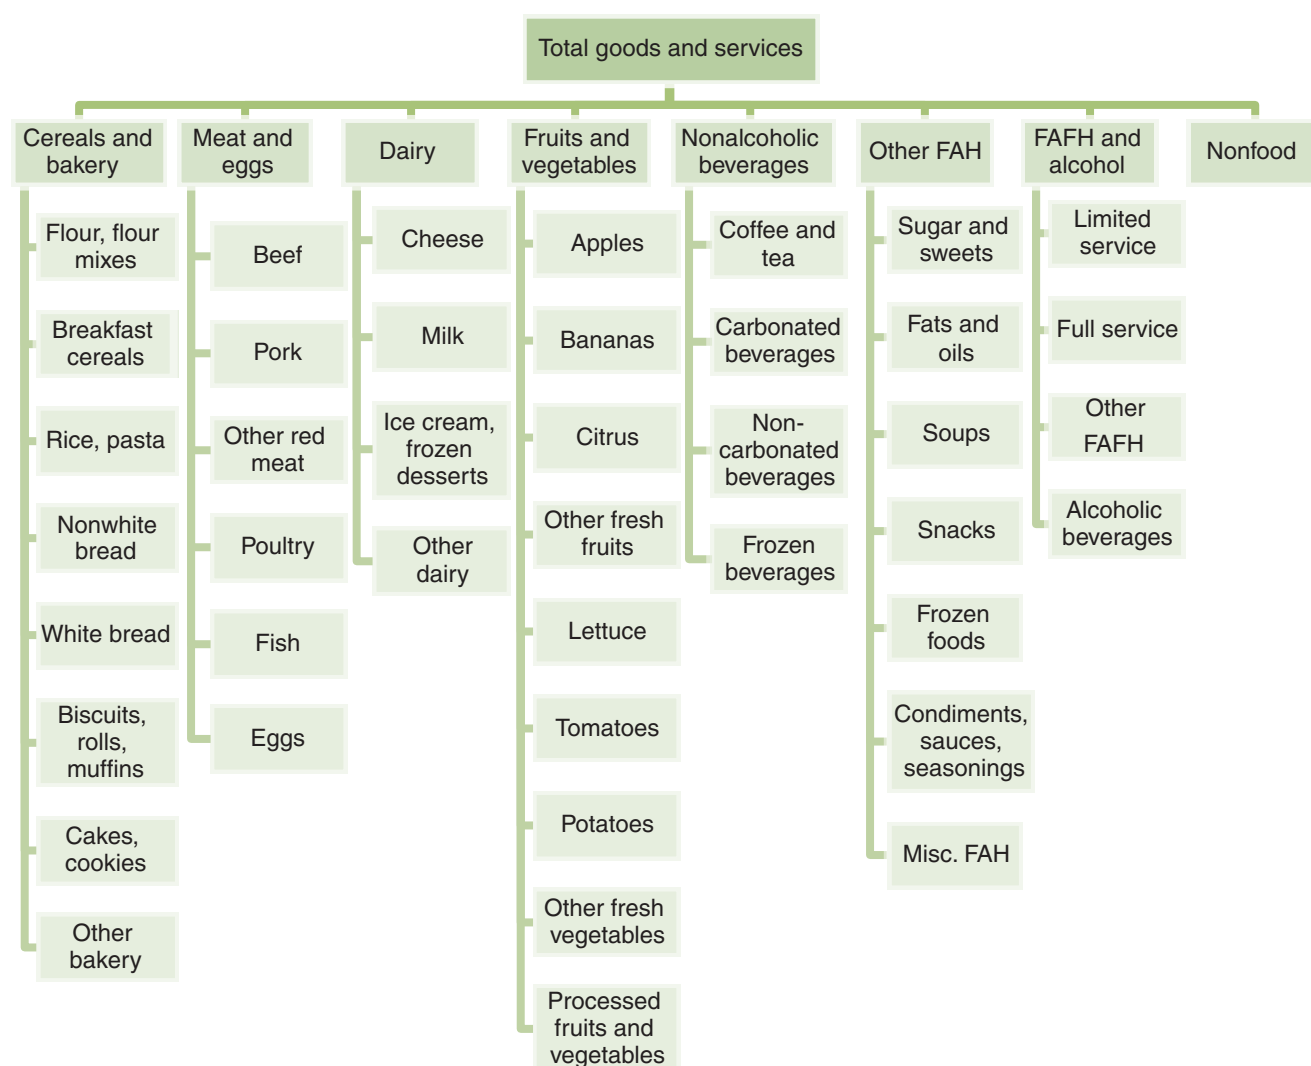 Total goods and services
Cereals and
bakery
Meat and
eggs
Dairy
Fruits and
vegetables
Nonalcoholic
beverages
Other FAH
FAFH and
alcohol
Nonfood
Flour, flour
mixes
Breakfast
cereals
Rice, pasta
Nonwhite
bread
White bread
Biscuits,
rolls,
muffins
Cakes,
cookies
Other
bakery
Beef
Pork
Other red
meat
Poultry
Fish
Eggs
Cheese
Milk
Ice cream,
frozen
desserts
Other
dairy
Apples
Bananas
Citrus
Other fresh
fruits
Lettuce
Tomatoes
Potatoes
Other fresh
vegetables
Processed
fruits and
vegetables
Coffee and
tea
Carbonated
beverages
Non-
carbonated
beverages
Frozen
beverages
Sugar and
sweets
Fats and
oils
Soups
Snacks
Frozen
foods
Condiments,
sauces,
seasonings
Misc. FAH
Limited
service
Full service
Other
FAFH
Alcoholic
beverages